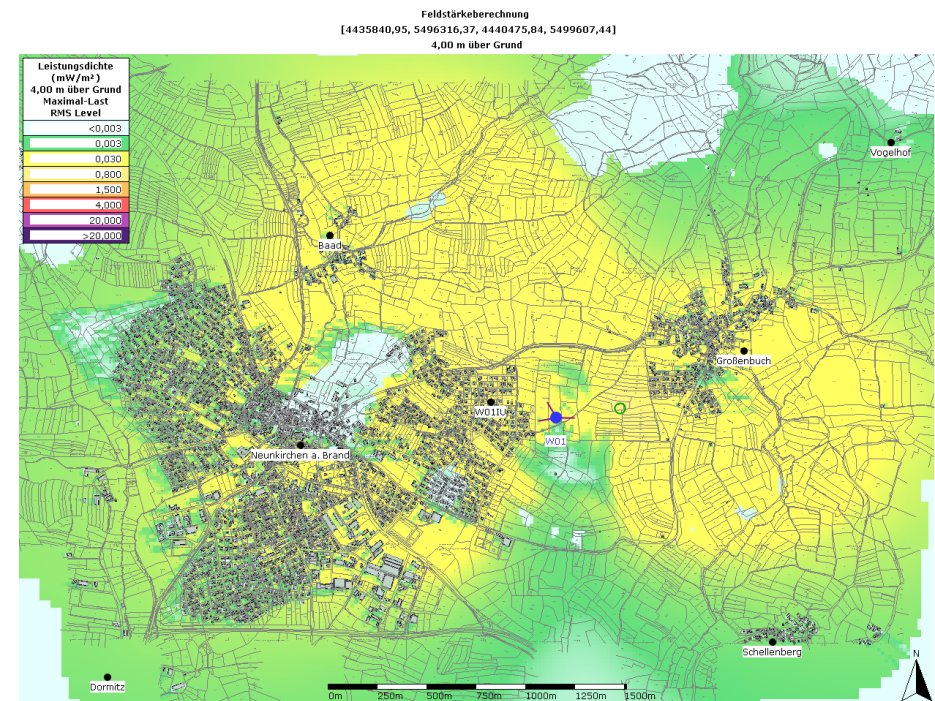 Feldstärkeberechnung
[4435840,95, 5496316,37, 4440475,84, 5499607,44]
4,00 m über Grund
Leistungsdichte
(mW/m²)
4,00 m über Grund
Maximal-Last
RMS Level
<0,003
0,003
0,030
0,800
1,500
4,000
20,000
>20,000
Vogelhof
Baad
Großenbuch
W01IU
W01
Neunkirchen a. Brand
Schellenberg
Dormitz
N
0m 250m 500m 750m 1000m 1250m 1500m